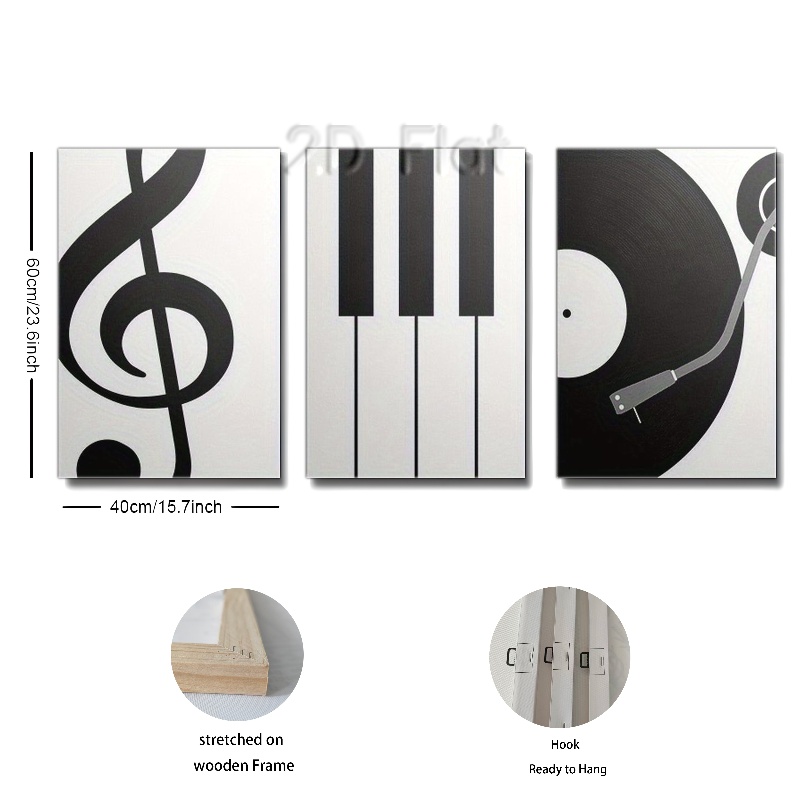 2D Flat
60cm/23.6inch
40cm/15.7inch
stretched on
wooden Frame
Hook
Ready to Hang